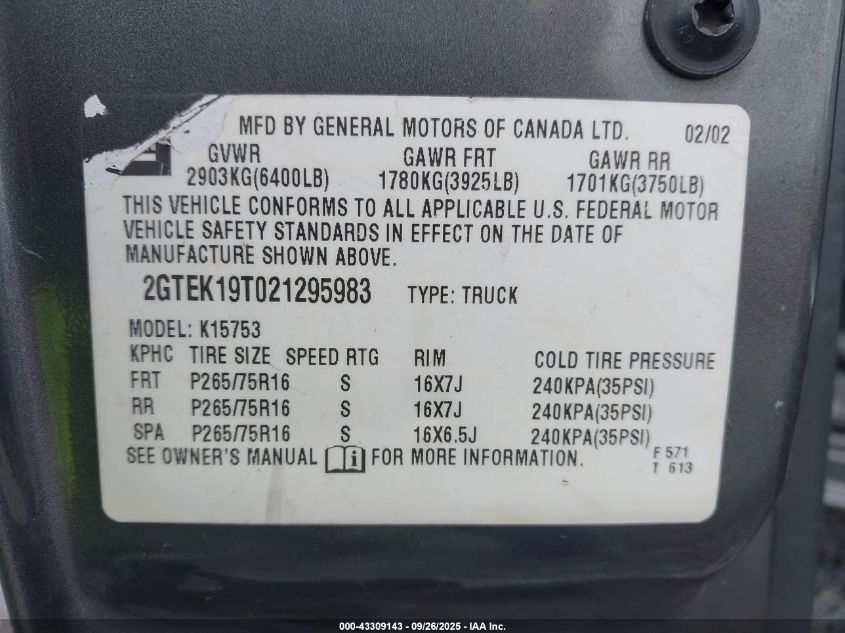 MFD BY GENERAL MOTORS OF CANADA LTD. 02/02
GVWR GAWR FRT GAWR RR
2903KG(6400LB) 1780KG(3925LB) 1701KG(3750LB)
THIS VEHICLE CONFORMS TO ALL APPLICABLE U.S. FEDERAL MOTOR
VEHICLE SAFETY STANDARDS IN EFFECT ON THE DATE OF
MANUFACTURE SHOWN ABOVE.
2GTEK19T021295983 TYPE: TRUCK
MODEL: K15753
KPHC TIRE SIZE SPEED RTG RIM COLD TIRE PRESSURE
FRT P265/75R16 S 16X7J 240KPA(35PSI)
RR P265/75R16 S 16X7J 240KPA(35PSI)
SPA P265/75R16 S 16X6.5J 240KPA(35PSI)
SEE OWNER'S MANUAL i FOR MORE INFORMATION. F 571
T 613
000-43309143 - 09/26/2025 - IAA Inc.